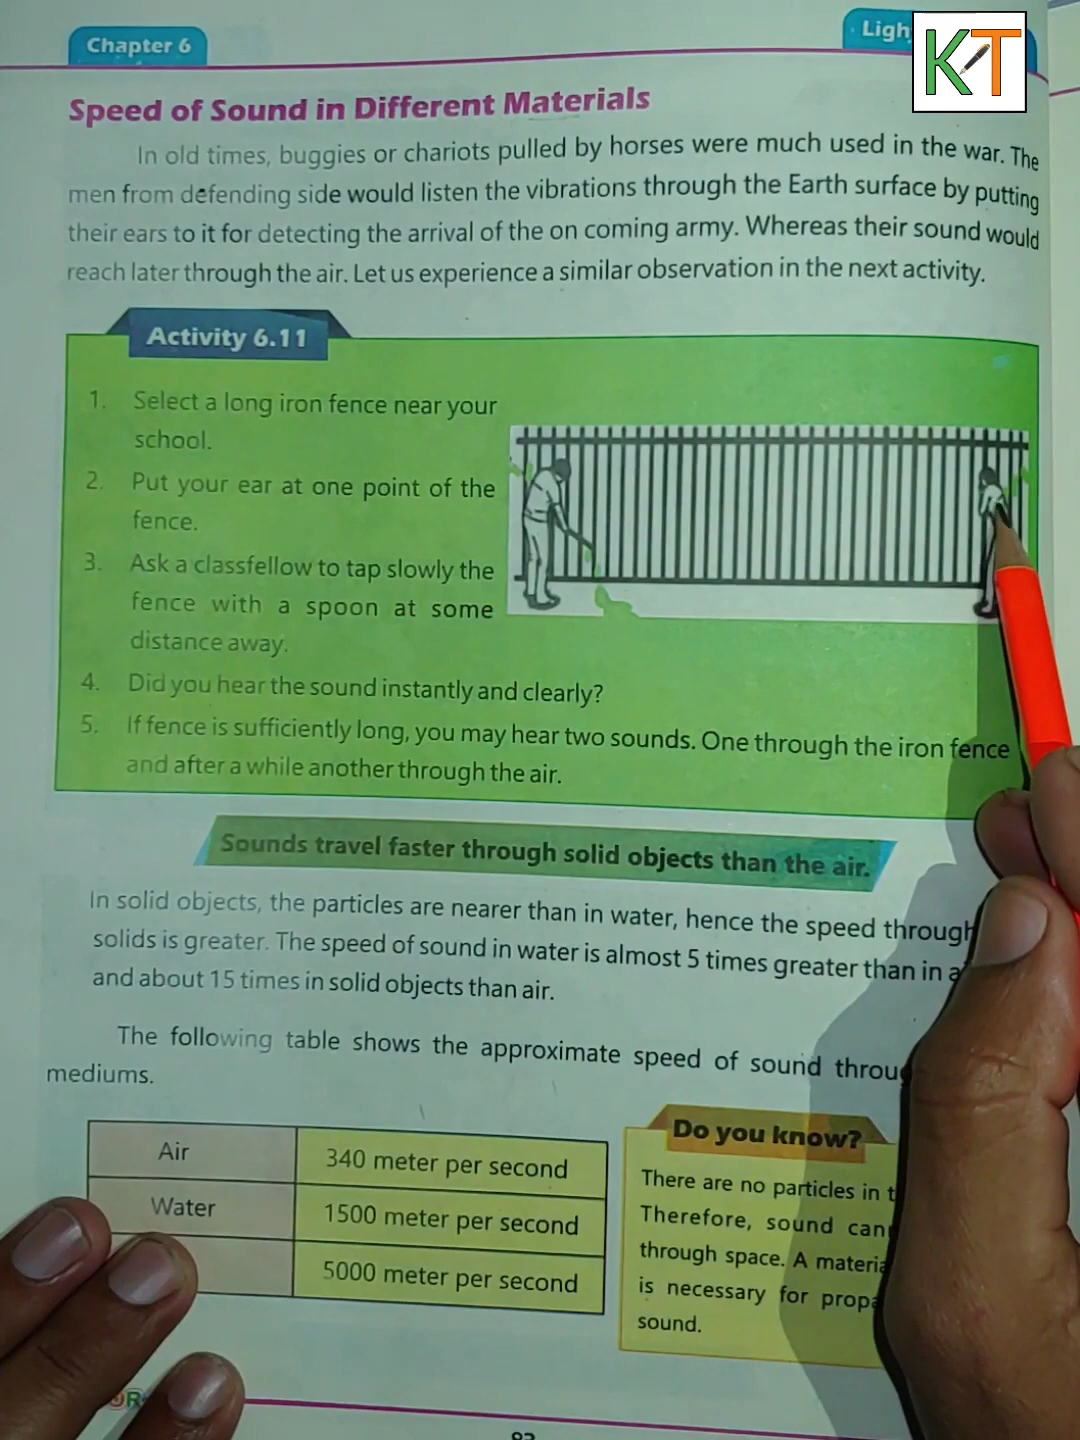 Chapter 6
Ligh
KT
Speed of Sound in Different Materials
In old times, buggies or chariots pulled by horses were much used in the war. The
men from defending side would listen the vibrations through the Earth surface by putting
their ears to it for detecting the arrival of the on coming army. Whereas their sound would
reach later through the air. Let us experience a similar observation in the next activity.
Activity 6.11
1. Select a long iron fence near your
school.
2. Put your ear at one point of the
fence.
3. Ask a classfellow to tap slowly the
fence with a spoon at some
distance away.
4. Did you hear the sound instantly and clearly?
5. If fence is sufficiently long, you may hear two sounds. One through the iron fence
and after a while another through the air.
Sounds travel faster through solid objects than the air.
In solid objects, the particles are nearer than in water, hence the speed through
solids is greater. The speed of sound in water is almost 5 times greater than in a
and about 15 times in solid objects than air.
The following table shows the approximate speed of sound throu
mediums.
Air 340 meter per second
Water 1500 meter per second
5000 meter per second
Do you know?
There are no particles in t
Therefore, sound can
through space. A materia
is necessary for propa
sound.